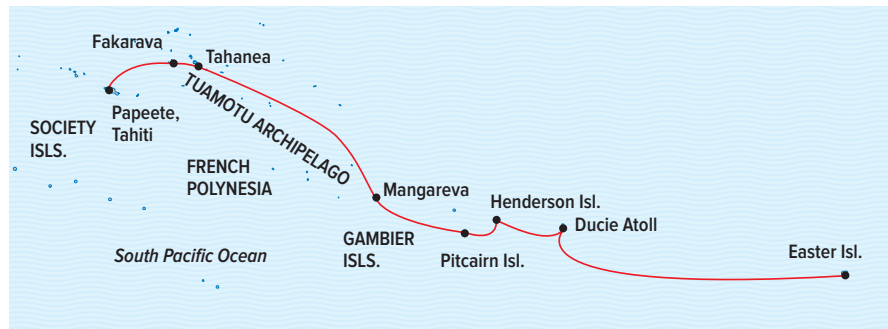 Fakarava
Tahanea
Papeete,
Tahiti
SOCIETY
ISLS.
TUAMOTU ARCHIPELAGO
FRENCH
POLYNESIA
Mangareva
Henderson Isl.
Ducie Atoll
GAMBIER
ISLS.
Pitcairn Isl.
Easter Isl.
South Pacific Ocean